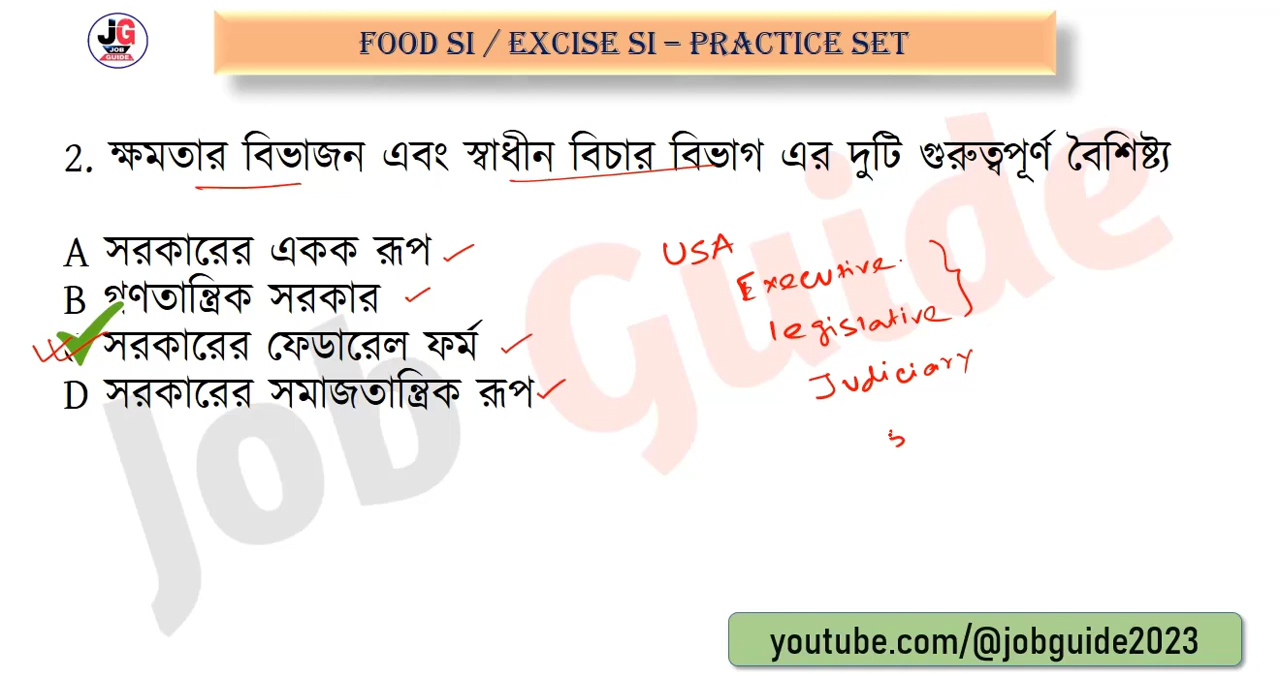 JG
JOB
GUIDE
FOOD SI / EXCISE SI – PRACTICE SET
2. ক্ষমতার বিভাজন এবং স্বাধীন বিচার বিভাগ এর দুটি গুরুত্বপূর্ণ বৈশিষ্ট্য
A সরকারের একক রূপ
B গণতান্ত্রিক সরকার
সরকারের ফেডারেল ফর্ম
D সরকারের সমাজতান্ত্রিক রূপ
USA
Executive.
legislative
Judiciary
Job Guide
youtube.com/@jobguide2023